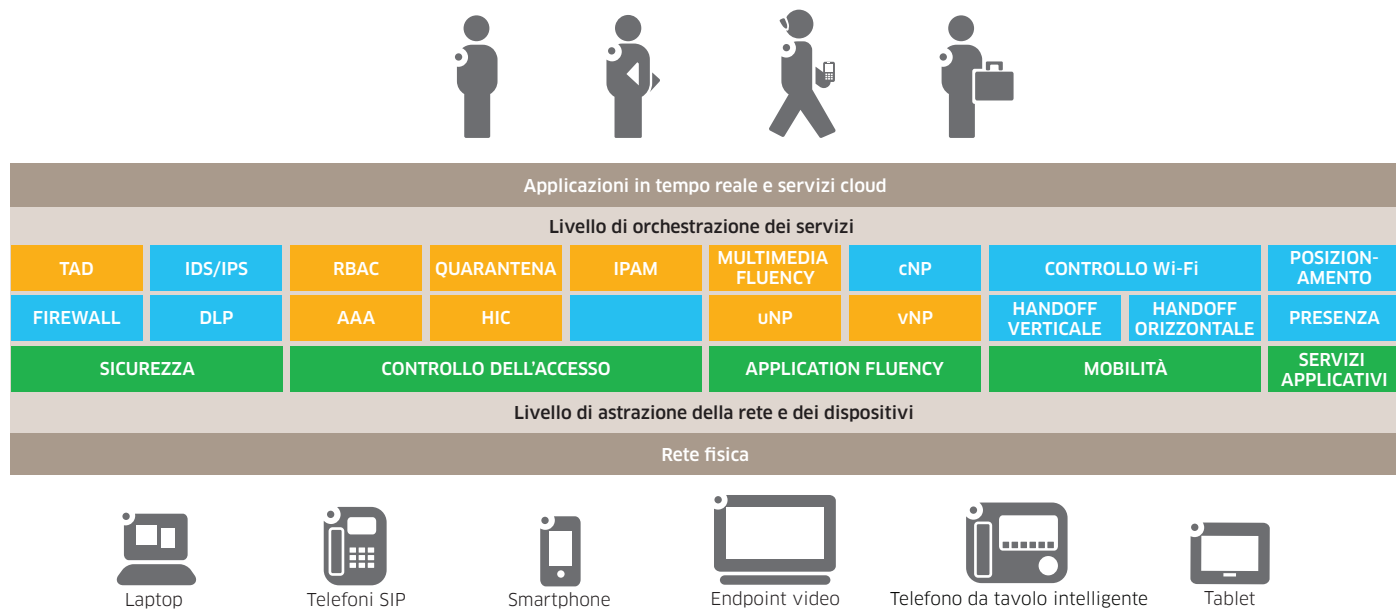 Applicazioni in tempo reale e servizi cloud
Livello di orchestrazione dei servizi
TAD
IDS/IPS
RBAC
QUARANTENA
IPAM
MULTIMEDIA
FLUENCY
cNP
CONTROLLO Wi-Fi
POSIZION-
AMENTO
FIREWALL
DLP
AAA
HIC
uNP
vNP
HANDOFF
VERTICALE
HANDOFF
ORIZZONTALE
PRESENZA
SICUREZZA
CONTROLLO DELL'ACCESSO
APPLICATION FLUENCY
MOBILITÀ
SERVIZI
APPLICATIVI
Livello di astrazione della rete e dei dispositivi
Rete fisica
Laptop
Telefoni SIP
Smartphone
Endpoint video
Telefono da tavolo intelligente
Tablet